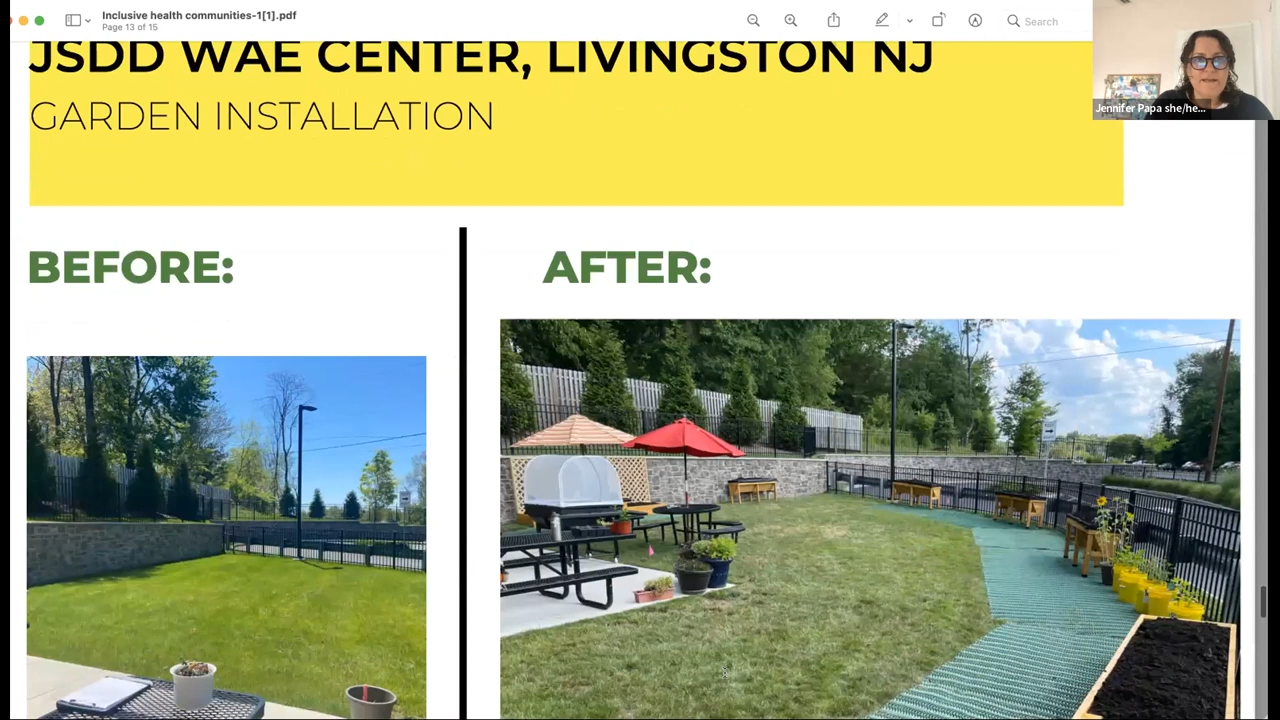 Inclusive health communities-1[1].pdf
Page 13 of 15
Search
Jennifer Papa she/he...
JSDD WAE CENTER, LIVINGSTON NJ
GARDEN INSTALLATION
BEFORE:
AFTER: